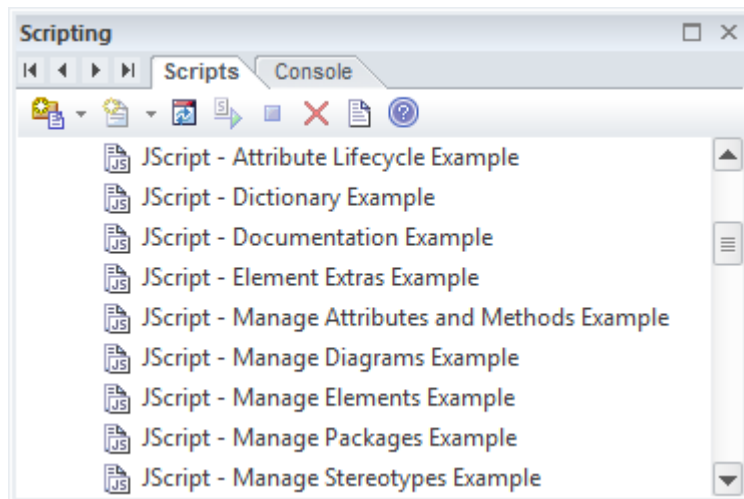 Scripting
Scripts Console
JScript - Attribute Lifecycle Example
JScript - Dictionary Example
JScript - Documentation Example
JScript - Element Extras Example
JScript - Manage Attributes and Methods Example
JScript - Manage Diagrams Example
JScript - Manage Elements Example
JScript - Manage Packages Example
JScript - Manage Stereotypes Example